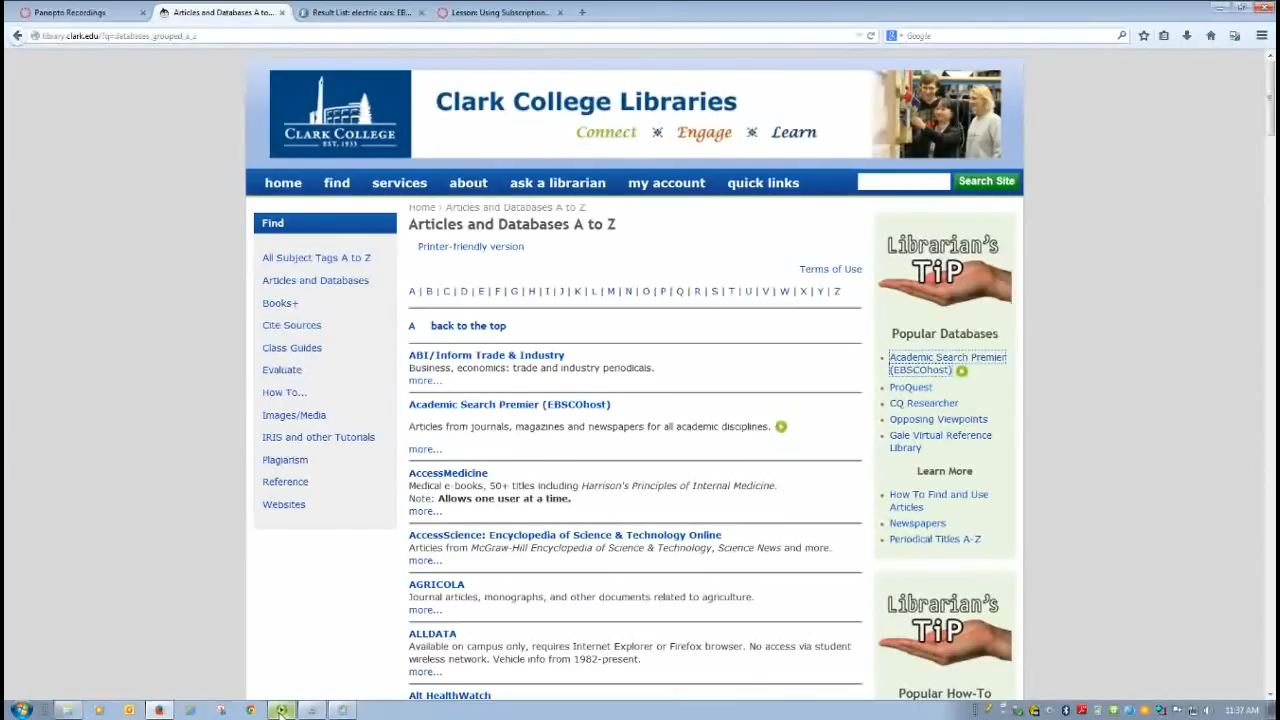 Panopto Recordings
Articles and Databases A to...
Result List: electric cars: EB...
Lesson: Using Subscription...
library.clark.edu/?q=databases_grouped_a_z
Google
CLARK COLLEGE
EST. 1933
Clark College Libraries
Connect Engage Learn
home find services about ask a librarian my account quick links Search Site
Find
All Subject Tags A to Z
Articles and Databases
Books+
Cite Sources
Class Guides
Evaluate
How To...
Images/Media
IRIS and other Tutorials
Plagiarism
Reference
Websites
Home › Articles and Databases A to Z
Articles and Databases A to Z
Printer-friendly version
Terms of Use
A | B | C | D | E | F | G | H | I | J | K | L | M | N | O | P | Q | R | S | T | U | V | W | X | Y | Z
A back to the top
ABI/Inform Trade & Industry
Business, economics: trade and industry periodicals.
more...
Academic Search Premier (EBSCOhost)
Articles from journals, magazines and newspapers for all academic disciplines.
more...
AccessMedicine
Medical e-books, 50+ titles including Harrison's Principles of Internal Medicine.
Note: Allows one user at a time.
more...
AccessScience: Encyclopedia of Science & Technology Online
Articles from McGraw-Hill Encyclopedia of Science & Technology, Science News and more.
more...
AGRICOLA
Journal articles, monographs, and other documents related to agriculture.
more...
ALLDATA
Available on campus only, requires Internet Explorer or Firefox browser. No access via student
wireless network. Vehicle info from 1982-present.
more...
Alt HealthWatch
Librarian's
TiP
Popular Databases
Academic Search Premier
(EBSCOhost)
ProQuest
CQ Researcher
Opposing Viewpoints
Gale Virtual Reference
Library
Learn More
How To Find and Use
Articles
Newspapers
Periodical Titles A-Z
Librarian's
TiP
Popular How-To
11:37 AM